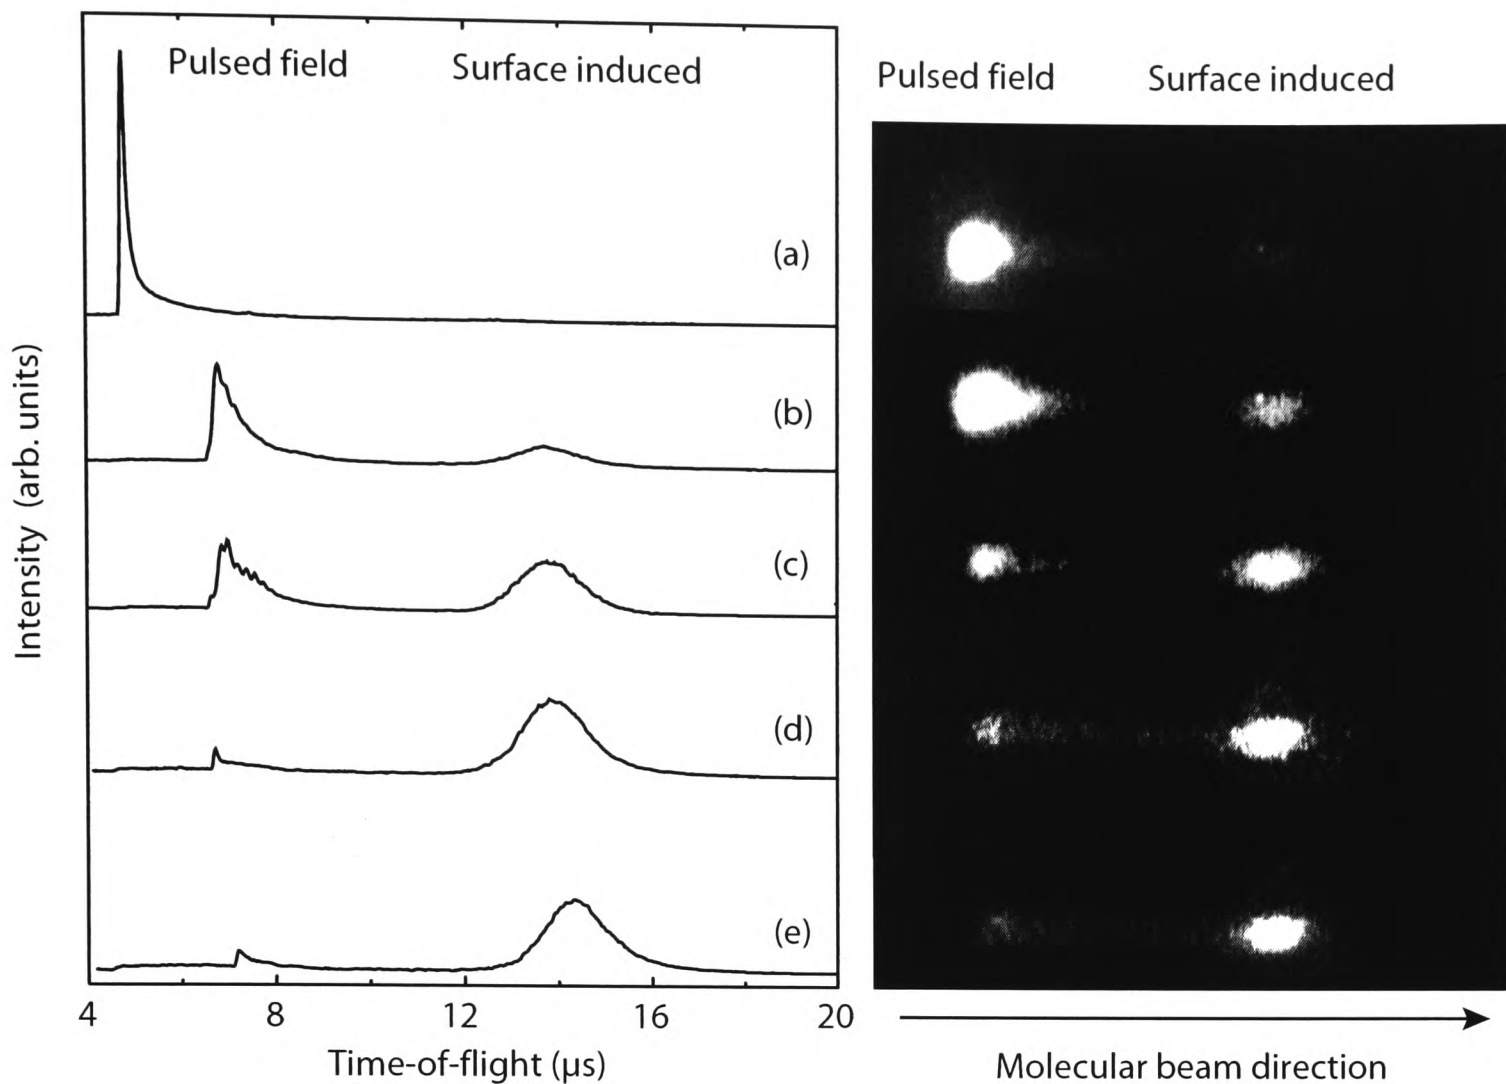 Pulsed field Surface induced
(a)
(b)
(c)
(d)
(e)
Intensity (arb. units)
4 8 12 16 20
Time-of-flight (μs)
Pulsed field Surface induced
Molecular beam direction